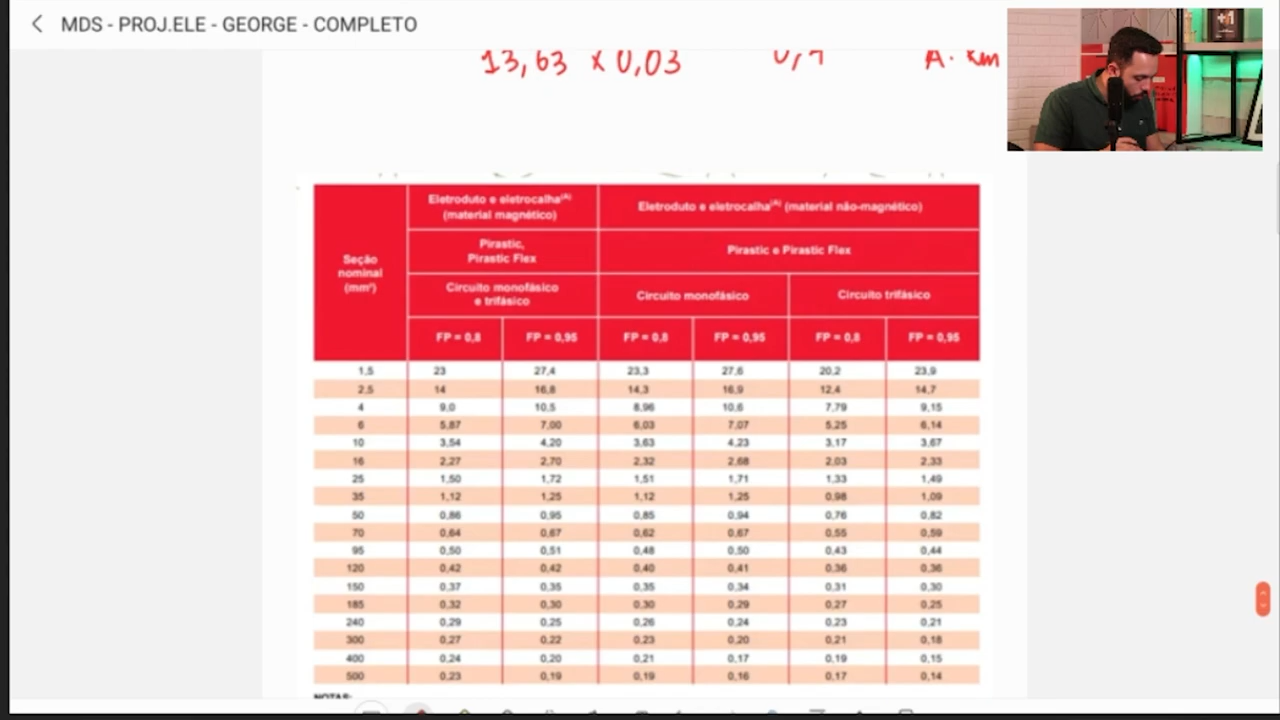 MDS - PROJ.ELE - GEORGE - COMPLETO
13,63 x 0,03 A. km
Seção nominal (mm²)
Eletroduto e eletrocalha(A) (material magnético)
Eletroduto e eletrocalha(A) (material não-magnético)
Pirastic, Pirastic Flex
Pirastic e Pirastic Flex
Circuito monofásico e trifásico
Circuito monofásico
Circuito trifásico
FP = 0,8 FP = 0,95 FP = 0,8 FP = 0,95 FP = 0,8 FP = 0,95
1,5 23 27,4 23,3 27,6 20,2 23,9
2,5 14 16,8 14,3 16,9 12,4 14,7
4 9,0 10,5 8,96 10,6 7,79 9,15
6 5,87 7,00 6,03 7,07 5,25 6,14
10 3,54 4,20 3,63 4,23 3,17 3,67
16 2,27 2,70 2,32 2,68 2,03 2,33
25 1,50 1,72 1,51 1,71 1,33 1,49
35 1,12 1,25 1,12 1,25 0,98 1,09
50 0,86 0,95 0,85 0,94 0,76 0,82
70 0,64 0,67 0,62 0,67 0,55 0,59
95 0,50 0,51 0,48 0,50 0,43 0,44
120 0,42 0,42 0,40 0,41 0,36 0,36
150 0,37 0,35 0,35 0,34 0,31 0,30
185 0,32 0,30 0,30 0,29 0,27 0,25
240 0,29 0,25 0,26 0,24 0,23 0,21
300 0,27 0,22 0,23 0,20 0,21 0,18
400 0,24 0,20 0,21 0,17 0,19 0,15
500 0,23 0,19 0,19 0,16 0,17 0,14
NOTAS: